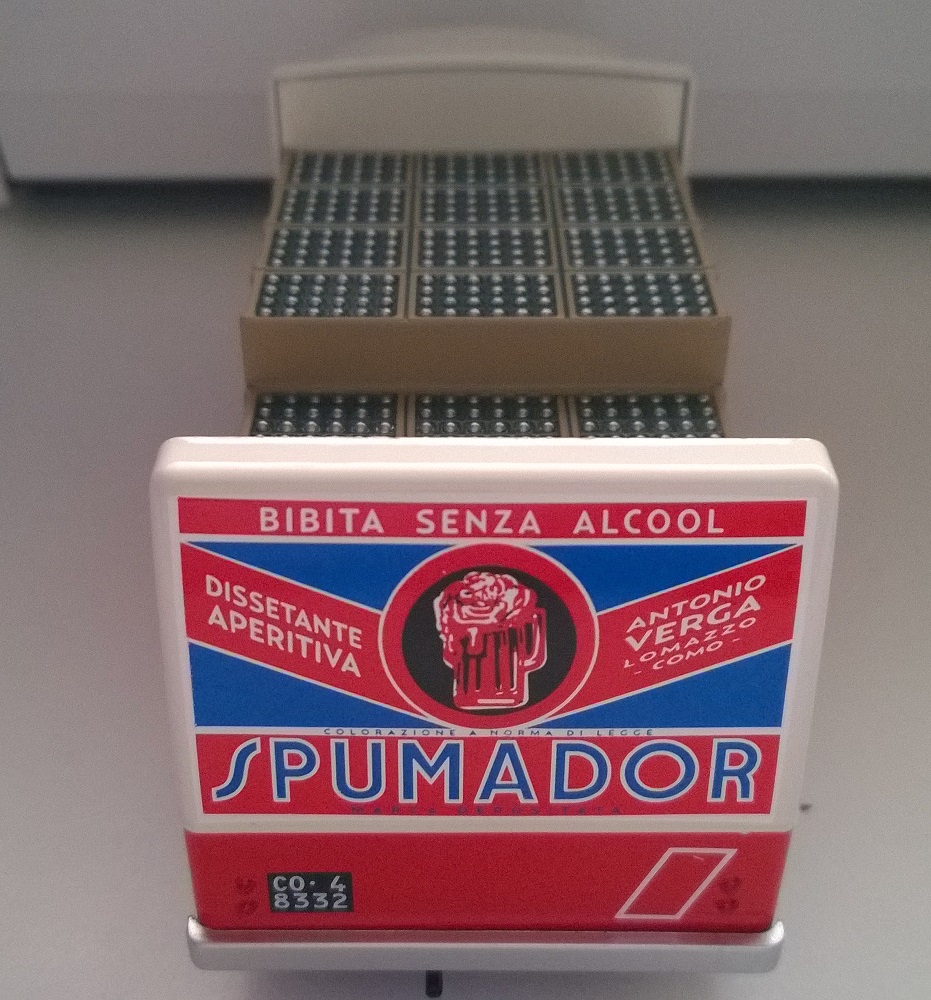 BIBITA SENZA ALCOOL
DISSETANTE
APERITIVA
ANTONIO
VERGA
LOMAZZO
- COMO -
COLORAZIONE A NORMA DI LEGGE
SPUMADOR
CO· 4
8332